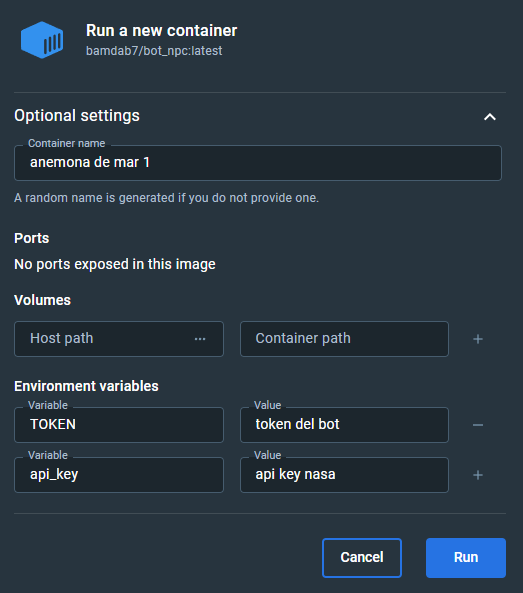 Run a new container
bamdab7/bot_npc:latest
Optional settings
Container name
anemona de mar 1
A random name is generated if you do not provide one.
Ports
No ports exposed in this image
Volumes
Host path ...
Container path
Environment variables
Variable
TOKEN
Value
token del bot
Variable
api_key
Value
api key nasa
Cancel
Run